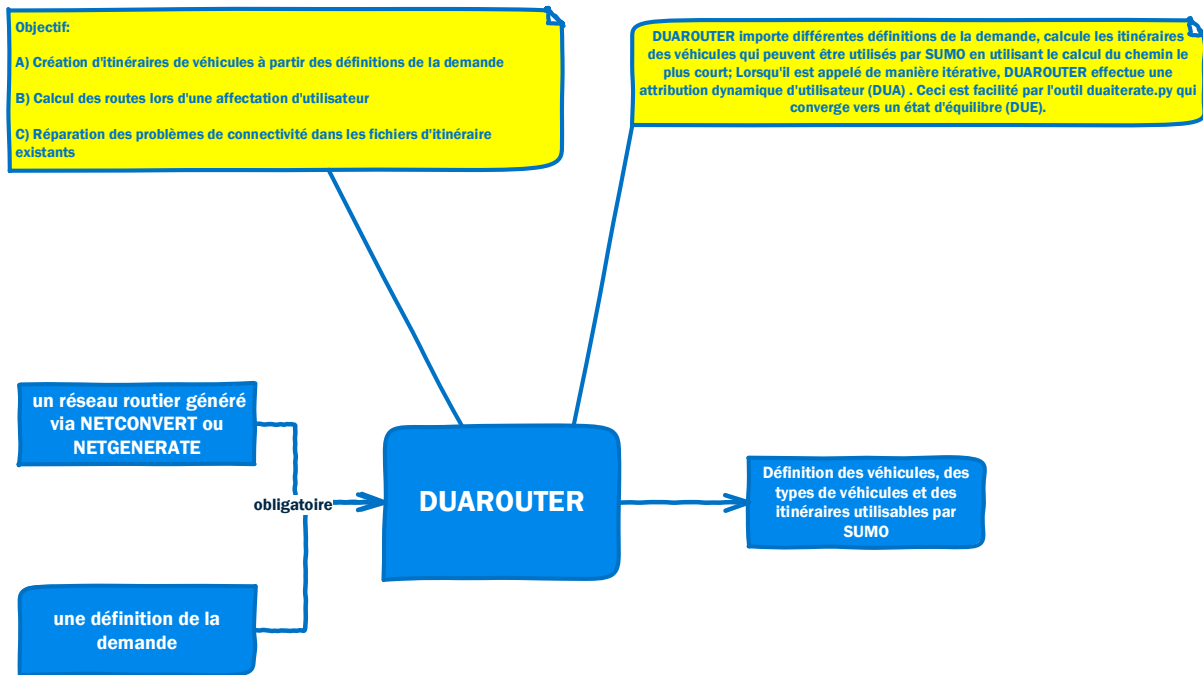 Objectif:
A) Création d'itinéraires de véhicules à partir des définitions de la demande
B) Calcul des routes lors d'une affectation d'utilisateur
C) Réparation des problèmes de connectivité dans les fichiers d'itinéraire
existants
DUAROUTER importe différentes définitions de la demande, calcule les itinéraires
des véhicules qui peuvent être utilisés par SUMO en utilisant le calcul du chemin le
plus court; Lorsqu'il est appelé de manière itérative, DUAROUTER effectue une
attribution dynamique d'utilisateur (DUA) . Ceci est facilité par l'outil duaiterate.py qui
converge vers un état d'équilibre (DUE).
un réseau routier généré
via NETCONVERT ou
NETGENERATE
obligatoire
une définition de la
demande
DUAROUTER
Définition des véhicules, des
types de véhicules et des
itinéraires utilisables par
SUMO